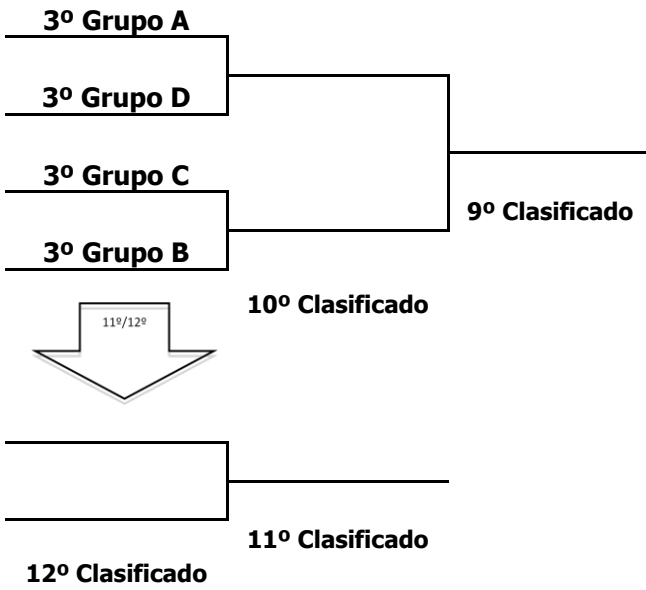 3º Grupo A
3º Grupo D
3º Grupo C
9º Clasificado
3º Grupo B
10º Clasificado
11º/12º
11º Clasificado
12º Clasificado